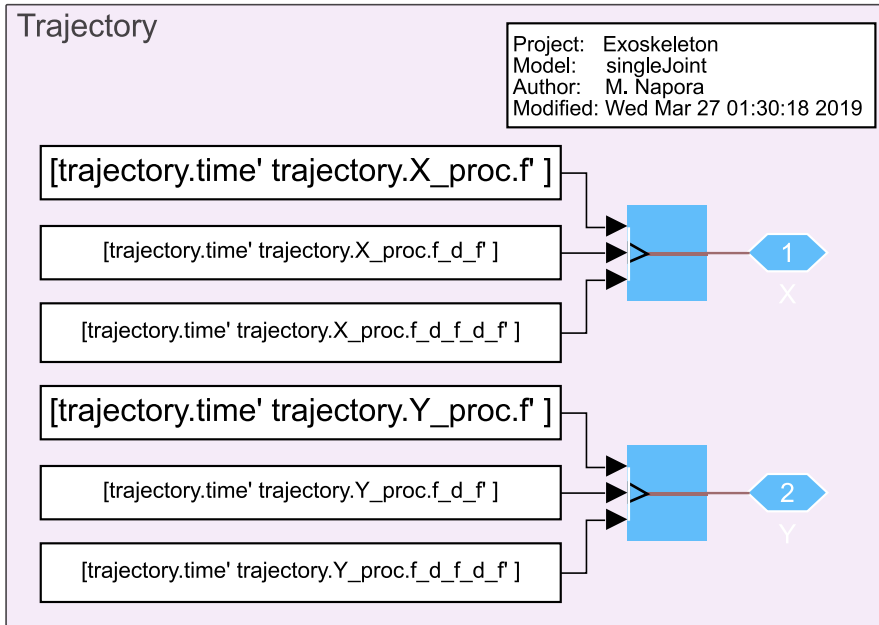 Trajectory
Project: Exoskeleton
Model: singleJoint
Author: M. Napora
Modified: Wed Mar 27 01:30:18 2019
[trajectory.time' trajectory.X_proc.f' ]
[trajectory.time' trajectory.X_proc.f_d_f' ]
[trajectory.time' trajectory.X_proc.f_d_f_d_f' ]
1
X
[trajectory.time' trajectory.Y_proc.f' ]
[trajectory.time' trajectory.Y_proc.f_d_f' ]
[trajectory.time' trajectory.Y_proc.f_d_f_d_f' ]
2
Y